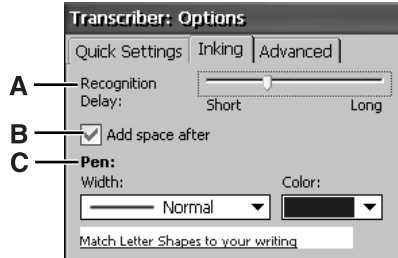 Transcriber: Options
Quick Settings Inking Advanced
A Recognition Delay:
Short Long
B Add space after
C Pen:
Width: Color:
Normal
Match Letter Shapes to your writing